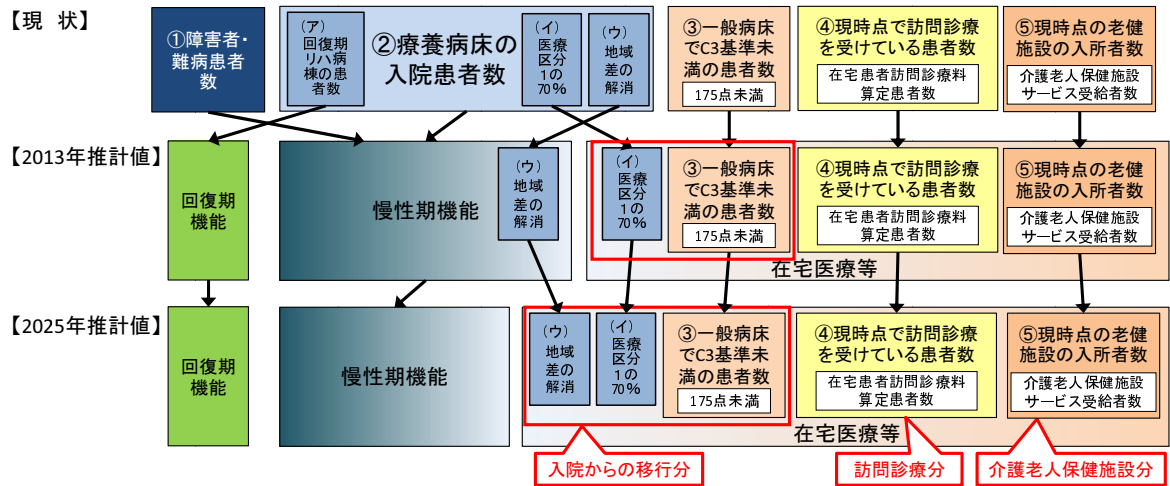 【現 状】
①障害者・
難病患者
数
(ア)
回復期
リハ病
棟の患
者数
②療養病床の
入院患者数
(イ)
医療
区分
1の
70%
(ウ)
地域
差の
解消
③一般病床
でC3基準未
満の患者数
175点未満
④現時点で訪問診療
を受けている患者数
在宅患者訪問診療料
算定患者数
⑤現時点の老健
施設の入所者数
介護老人保健施設
サービス受給者数
【2013年推計値】
回復期
機能
慢性期機能
(ウ)
地域
差の
解消
(イ)
医療
区分
1の
70%
③一般病床
でC3基準未
満の患者数
175点未満
④現時点で訪問診療
を受けている患者数
在宅患者訪問診療料
算定患者数
⑤現時点の老健
施設の入所者数
介護老人保健施設
サービス受給者数
在宅医療等
【2025年推計値】
回復期
機能
慢性期機能
(ウ)
地域
差の
解消
(イ)
医療
区分
1の
70%
③一般病床
でC3基準未
満の患者数
175点未満
④現時点で訪問診療
を受けている患者数
在宅患者訪問診療料
算定患者数
⑤現時点の老健
施設の入所者数
介護老人保健施設
サービス受給者数
在宅医療等
入院からの移行分
訪問診療分
介護老人保健施設分